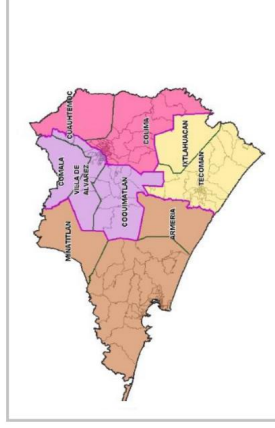 CUAUHTEMOC
COLIMA
COMALA
VILLA DE
ALVAREZ
IXTLAHUACAN
TECOMAN
COQUIMATLAN
MINATITLAN
ARMERIA